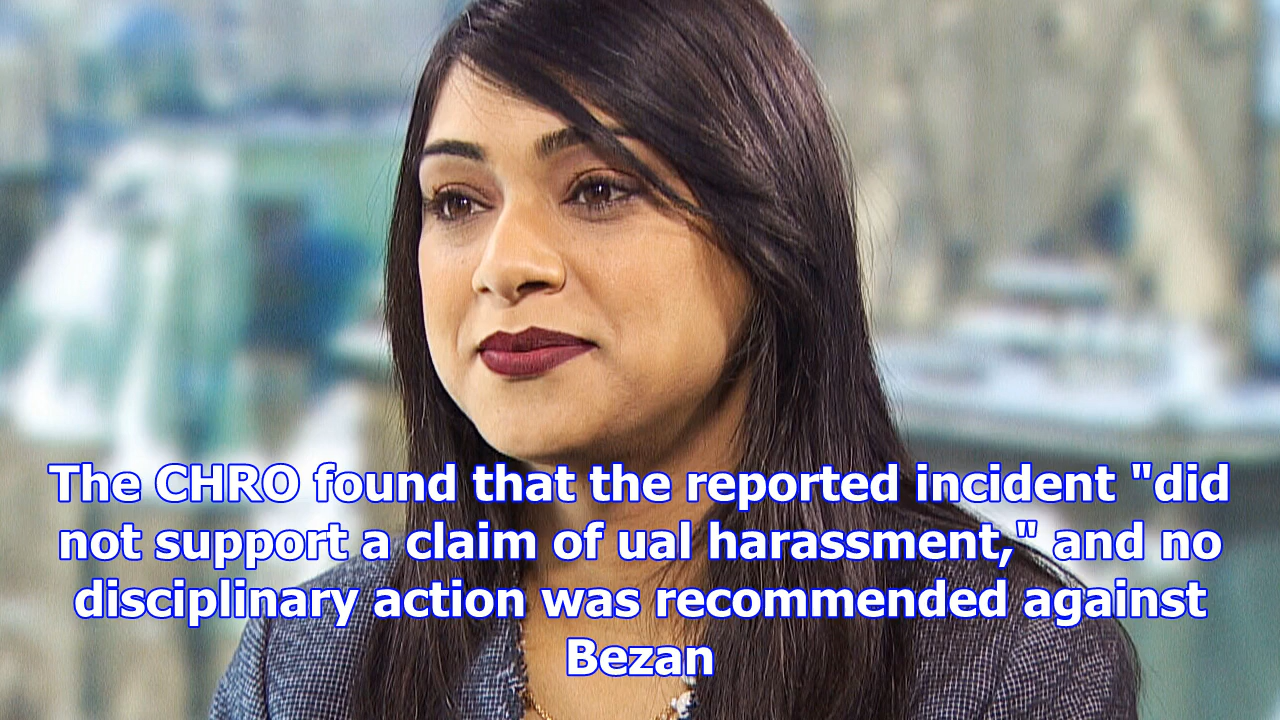 The CHRO found that the reported incident "did
not support a claim of ual harassment," and no
disciplinary action was recommended against
Bezan